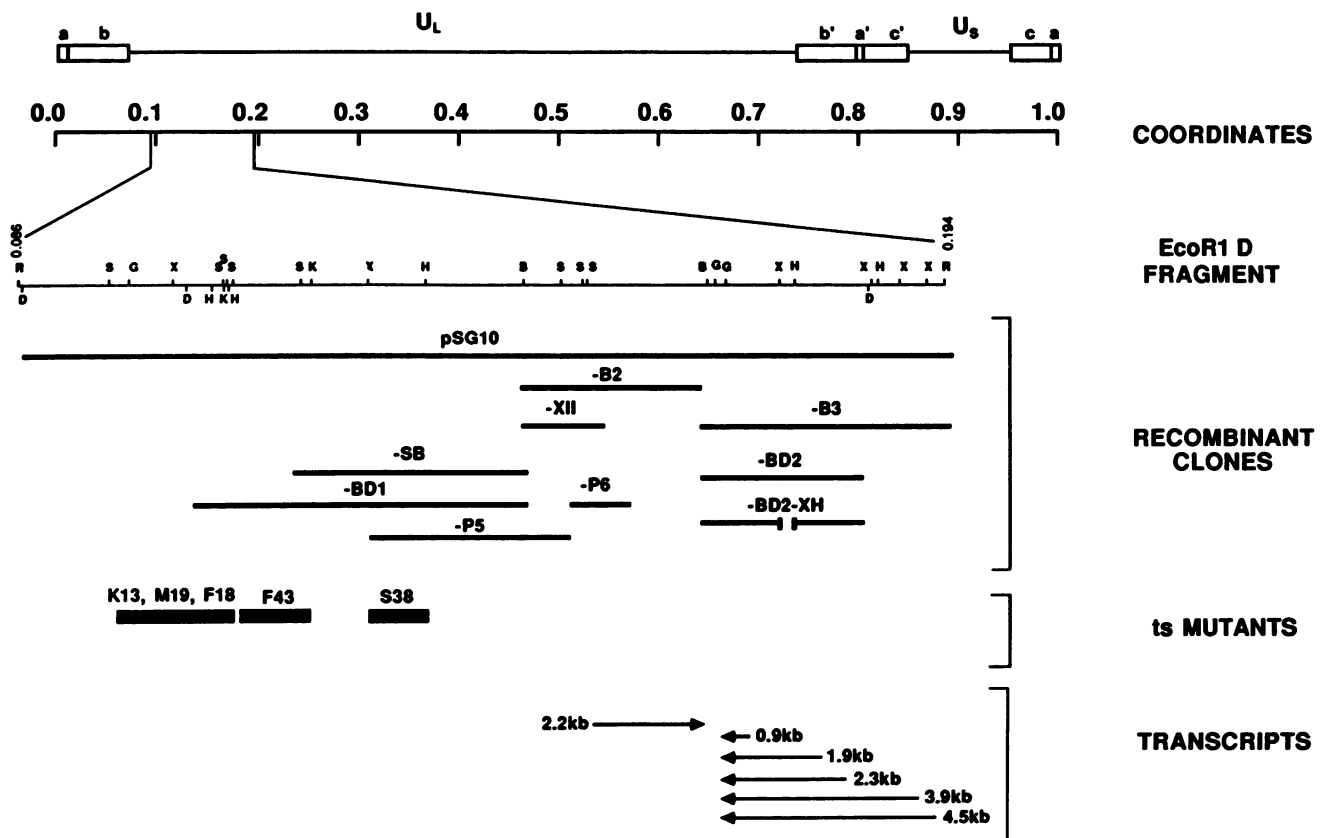 U_L
U_S
a b b' a' c' c a
0.0 0.1 0.2 0.3 0.4 0.5 0.6 0.7 0.8 0.9 1.0
COORDINATES
0.086
0.194
EcoR1 D
FRAGMENT
S
R S G X S S S K X H B S S S B G G X H X H X X R
D D H K H D
pSG10
-B2
-XII
-B3
RECOMBINANT
CLONES
-SB
-BD2
-BD1
-P6
-BD2-XH
-P5
K13, M19, F18
F43
S38
ts MUTANTS
2.2kb
0.9kb
TRANSCRIPTS
1.9kb
2.3kb
3.9kb
4.5kb